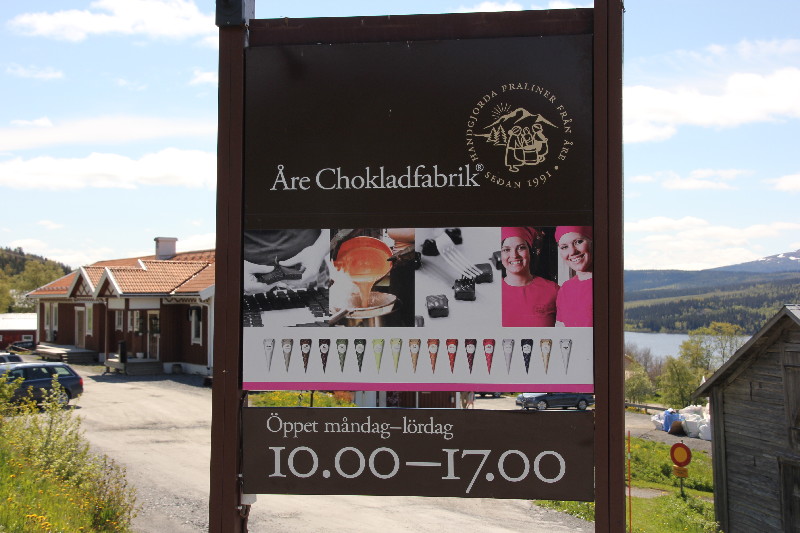 HANDGJORDA PRALINER FRÅN ÅRE
· SEDAN 1991 ·
Åre Chokladfabrik®
Öppet måndag–lördag
10.00–17.00